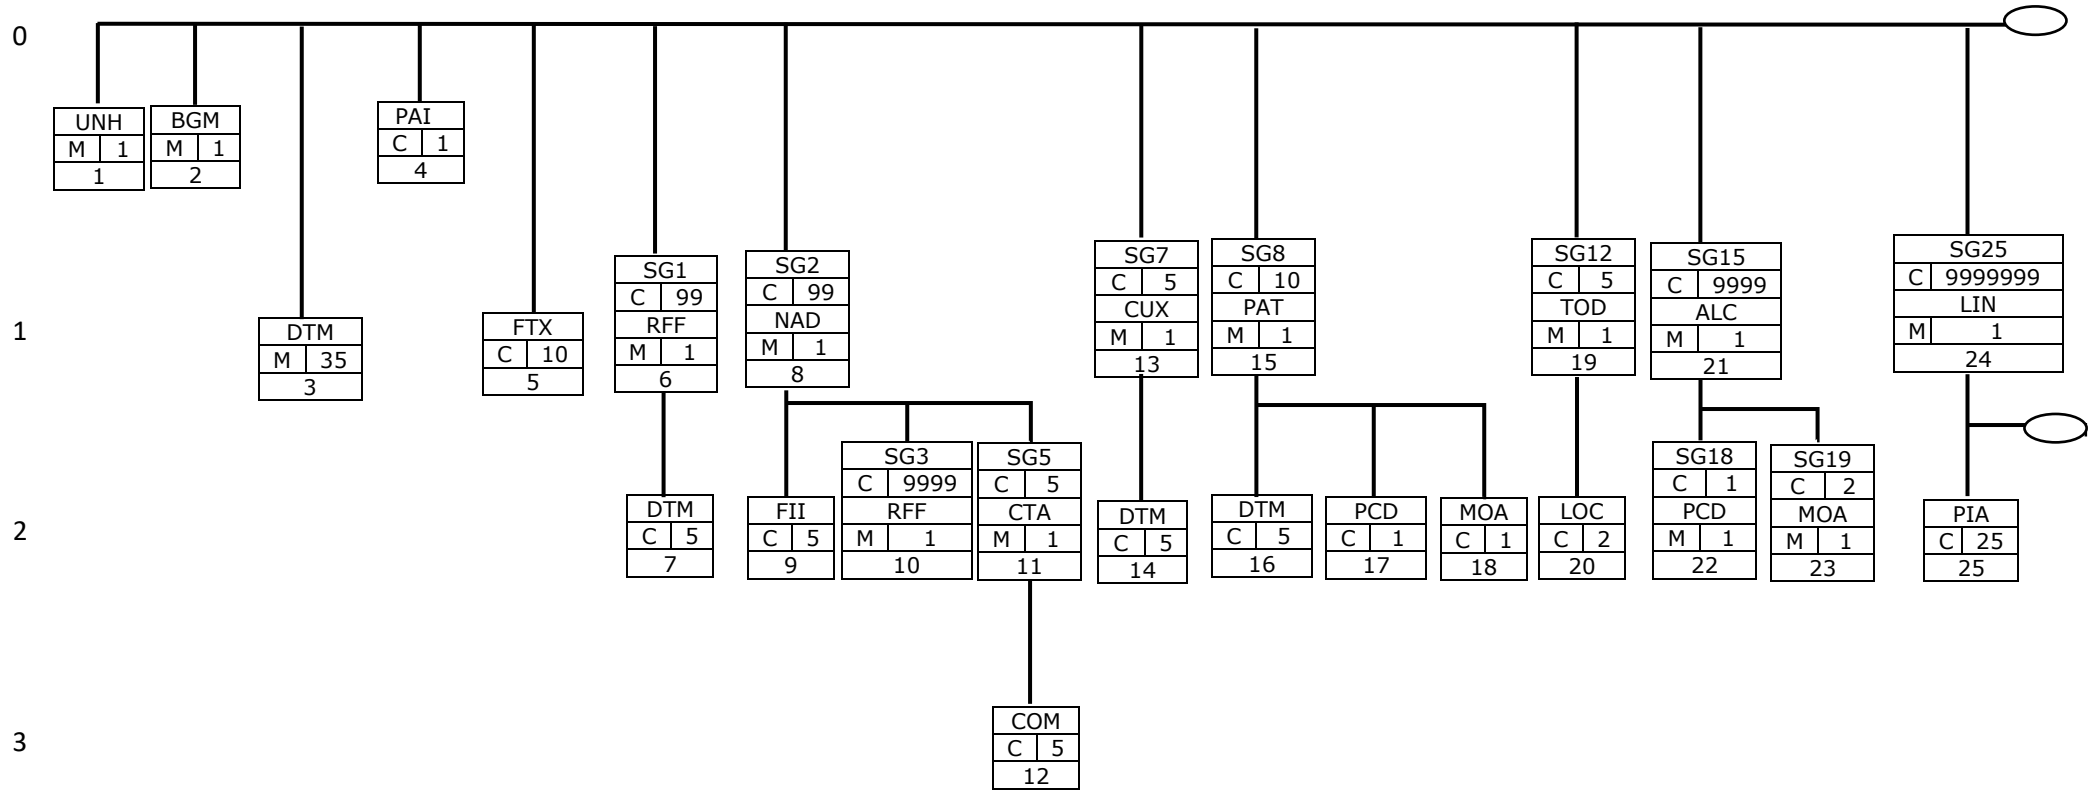 0
UNH
M 1
1
BGM
M 1
2
PAI
C 1
4
1
DTM
M 35
3
FTX
C 10
5
SG1
C 99
RFF
M 1
6
SG2
C 99
NAD
M 1
8
SG7
C 5
CUX
M 1
13
SG8
C 10
PAT
M 1
15
SG12
C 5
TOD
M 1
19
SG15
C 9999
ALC
M 1
21
SG25
C 9999999
LIN
M 1
24
2
DTM
C 5
7
FII
C 5
9
SG3
C 9999
RFF
M 1
10
SG5
C 5
CTA
M 1
11
DTM
C 5
14
DTM
C 5
16
PCD
C 1
17
MOA
C 1
18
LOC
C 2
20
SG18
C 1
PCD
M 1
22
SG19
C 2
MOA
M 1
23
PIA
C 25
25
3
COM
C 5
12